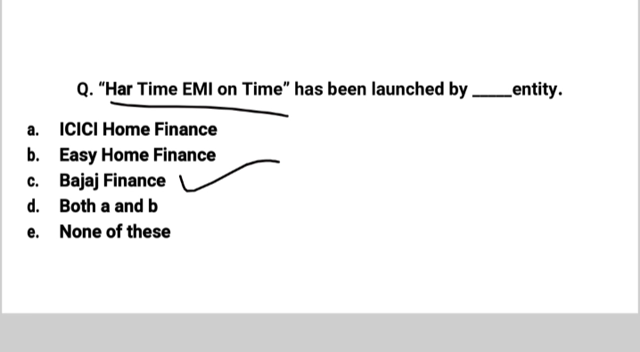 Q. “Har Time EMI on Time” has been launched by _____entity.
a. ICICI Home Finance
b. Easy Home Finance
c. Bajaj Finance
d. Both a and b
e. None of these